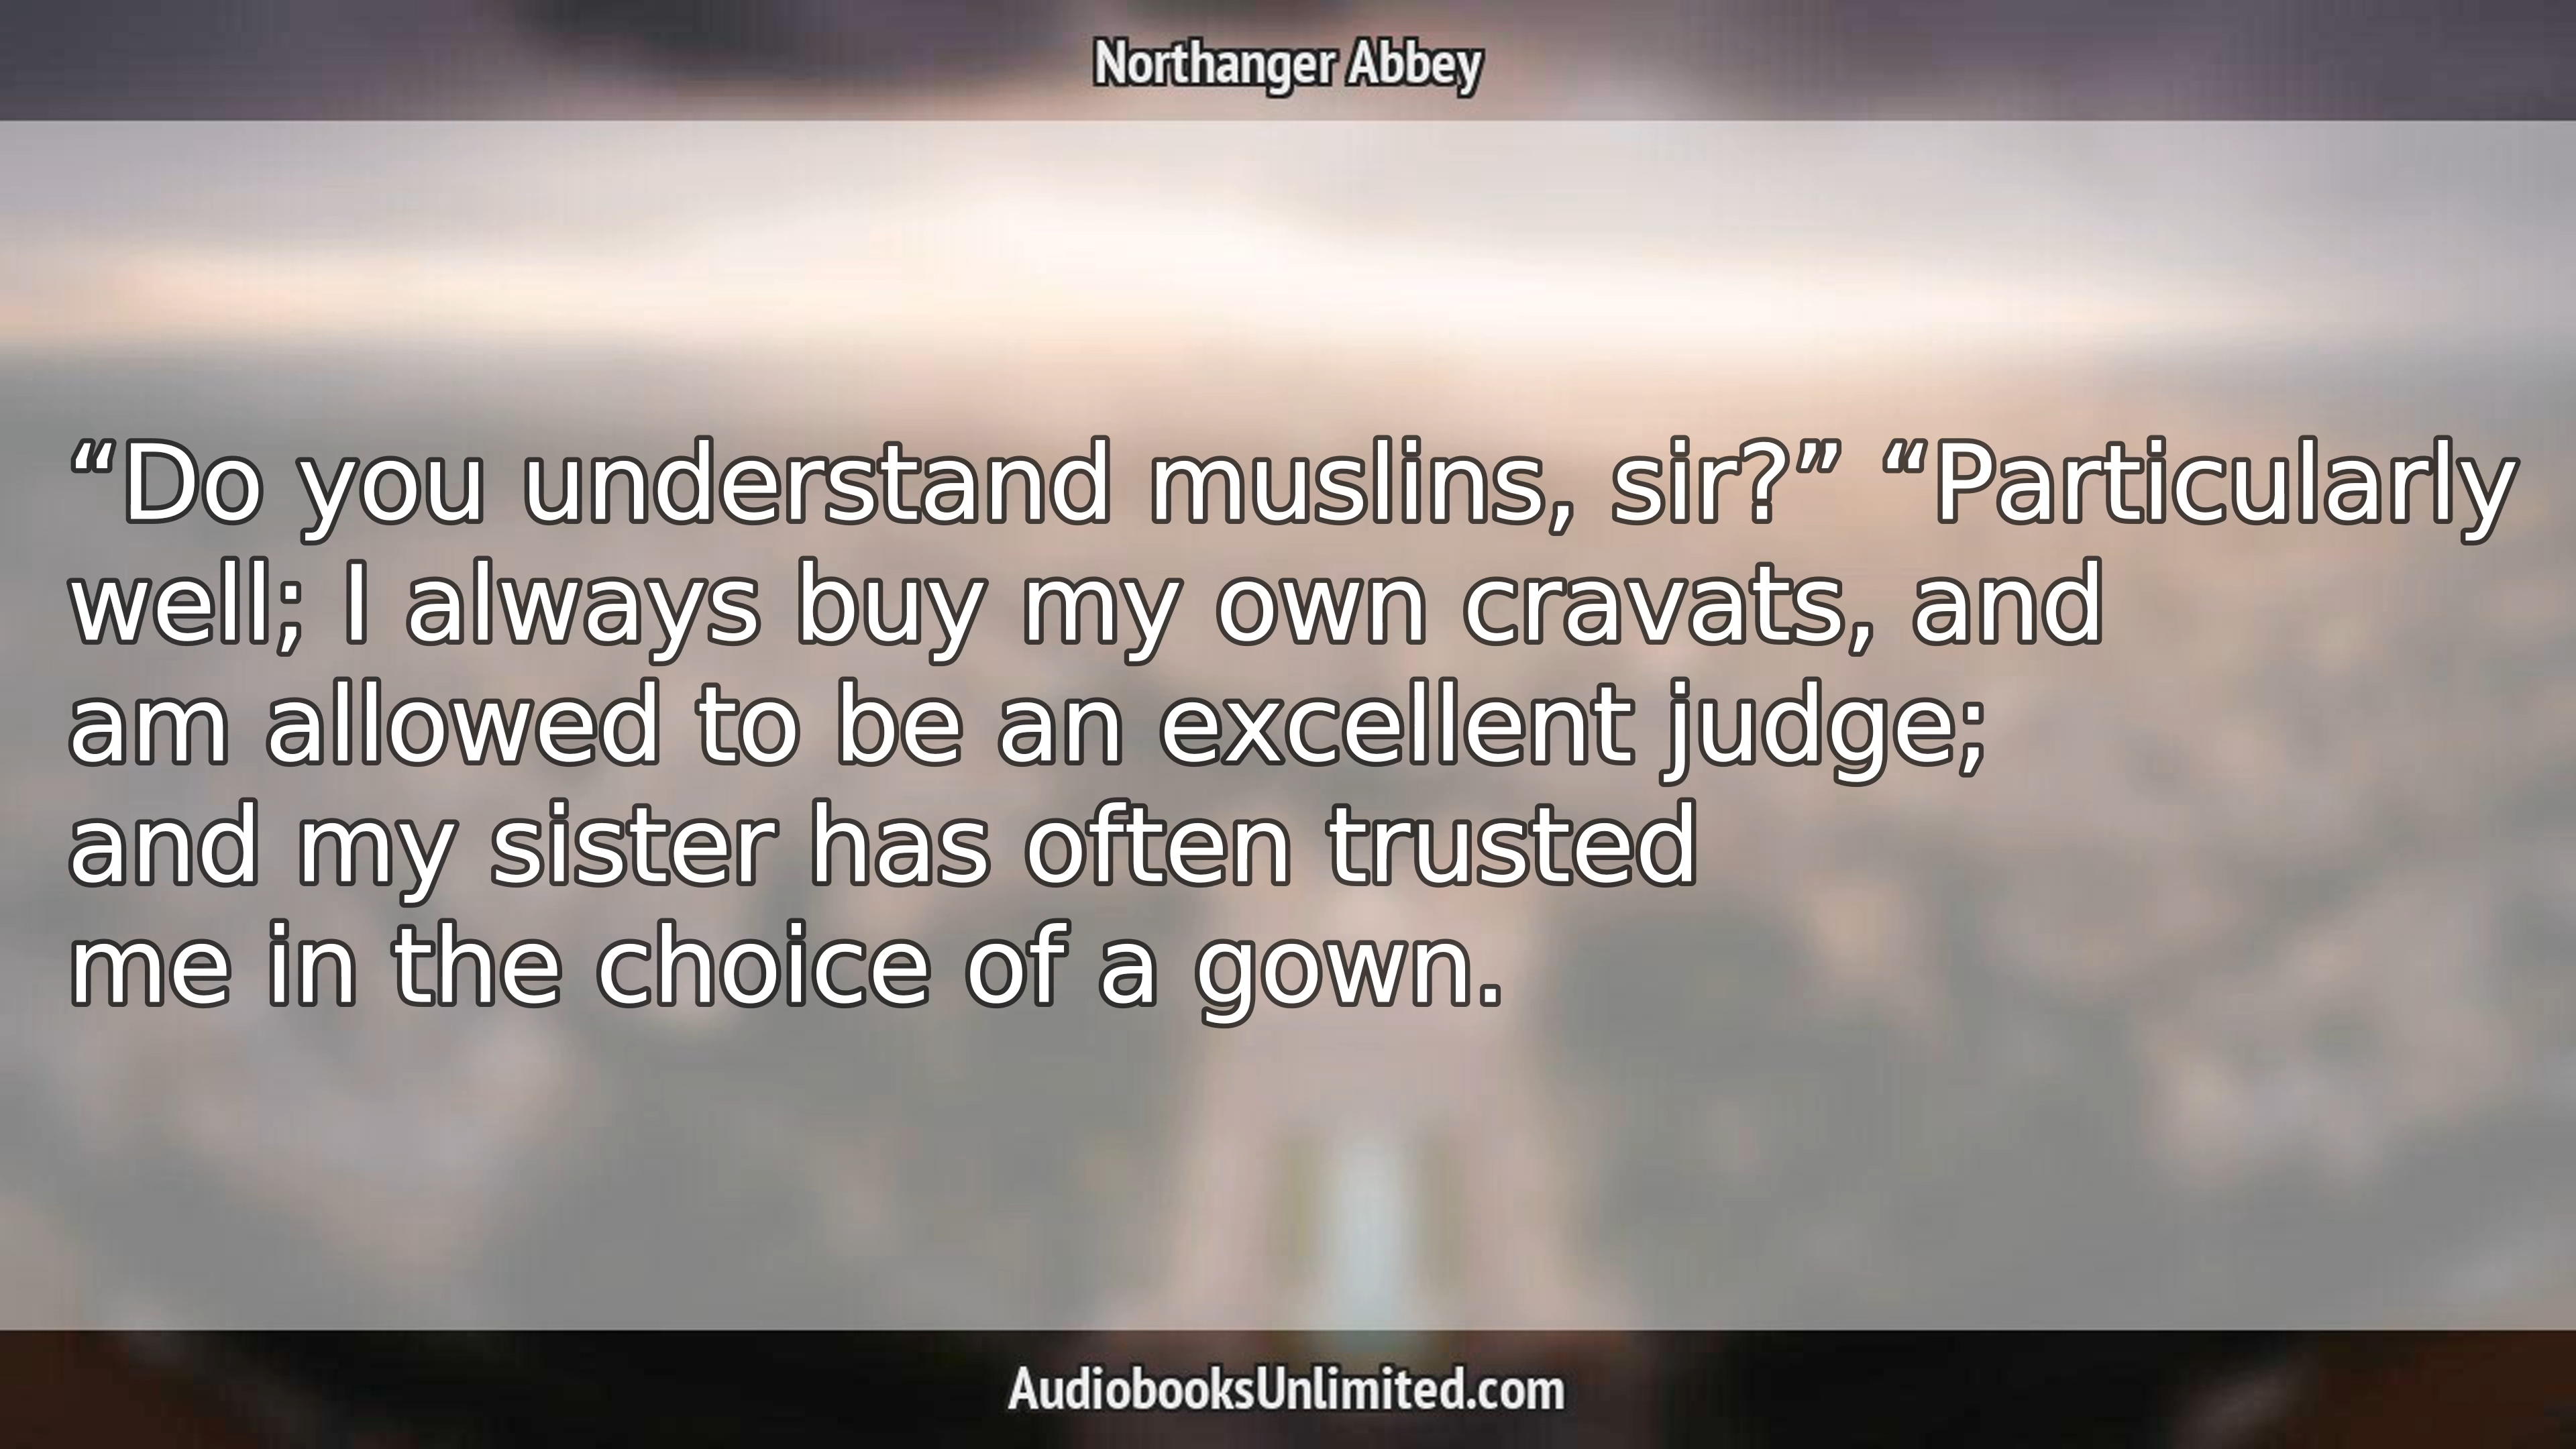 Northanger Abbey
“Do you understand muslins, sir?” “Particularly
well; I always buy my own cravats, and
am allowed to be an excellent judge;
and my sister has often trusted
me in the choice of a gown.
AudiobooksUnlimited.com